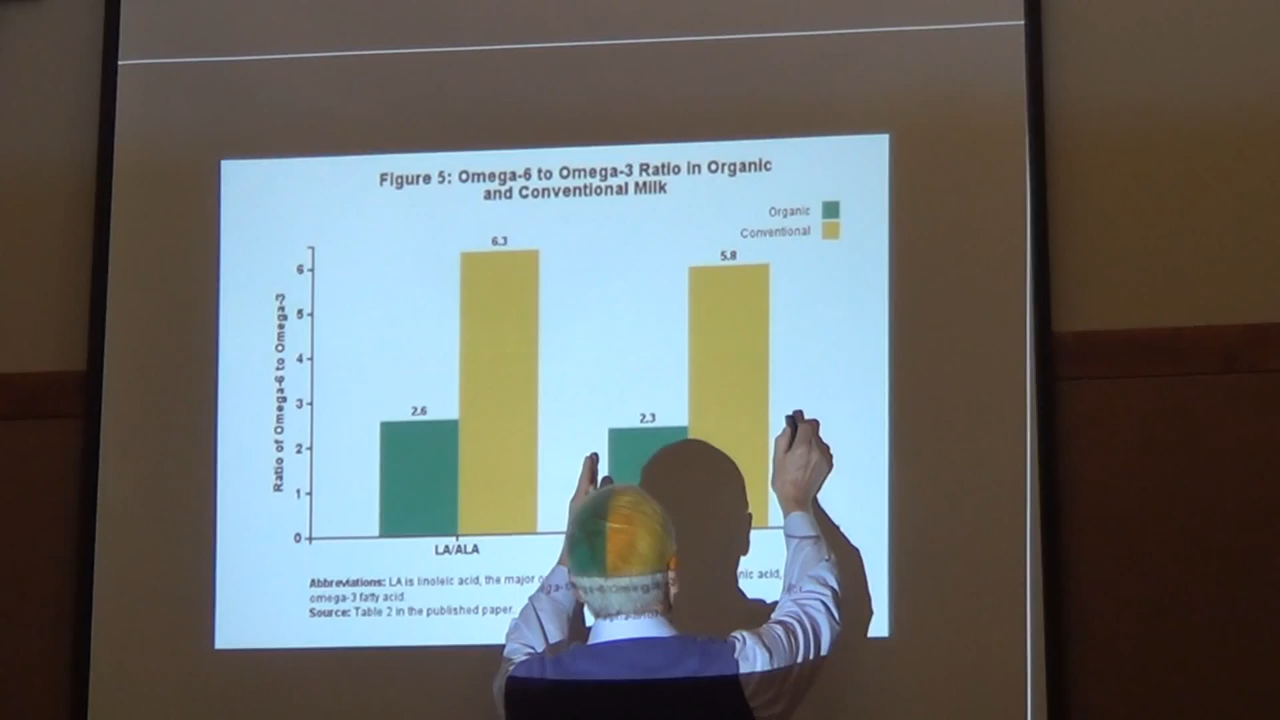 Figure 5: Omega-6 to Omega-3 Ratio in Organic
and Conventional Milk
Organic
Conventional
Ratio of Omega-6 to Omega-3
6
5
4
3
2
1
0
2.6
6.3
2.3
5.8
LA/ALA
Abbreviations: LA is linoleic acid, the major nic acid,
omega-3 fatty acid.
Source: Table 2 in the published paper.